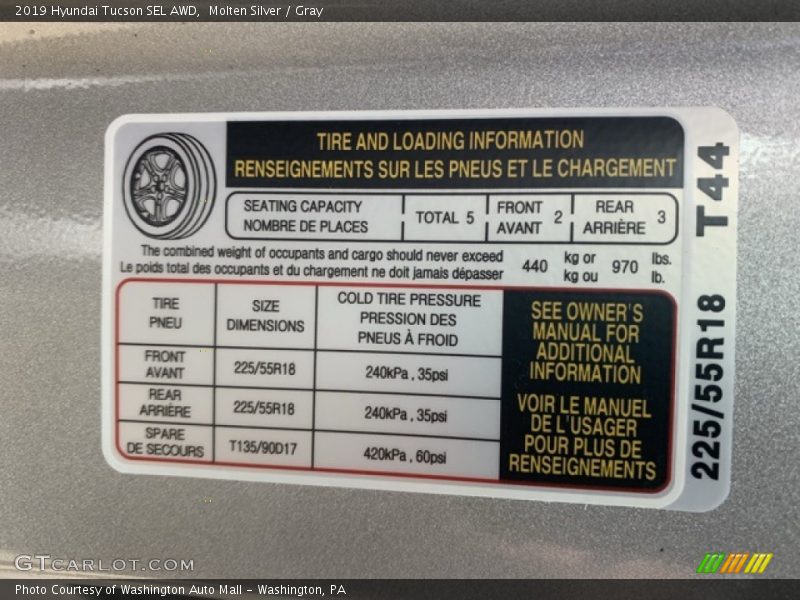 2019 Hyundai Tucson SEL AWD, Molten Silver / Gray
TIRE AND LOADING INFORMATION
RENSEIGNEMENTS SUR LES PNEUS ET LE CHARGEMENT
SEATING CAPACITY
NOMBRE DE PLACES
TOTAL 5
FRONT
AVANT
2
REAR
ARRIÈRE
3
The combined weight of occupants and cargo should never exceed
Le poids total des occupants et du chargement ne doit jamais dépasser
440
kg or
kg ou
970
lbs.
lb.
TIRE
PNEU
SIZE
DIMENSIONS
COLD TIRE PRESSURE
PRESSION DES
PNEUS À FROID
FRONT
AVANT
225/55R18
240kPa , 35psi
REAR
ARRIÈRE
225/55R18
240kPa , 35psi
SPARE
DE SECOURS
T135/90D17
420kPa , 60psi
SEE OWNER'S
MANUAL FOR
ADDITIONAL
INFORMATION
VOIR LE MANUEL
DE L'USAGER
POUR PLUS DE
RENSEIGNEMENTS
225/55R18 T44
GTCARLOT.COM
Photo Courtesy of Washington Auto Mall - Washington, PA